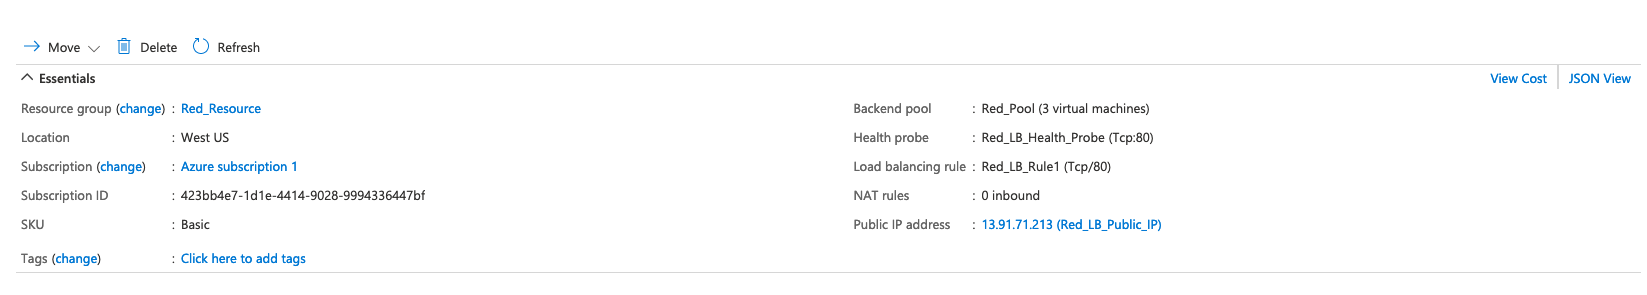 Move Delete Refresh
Essentials View Cost JSON View
Resource group (change) : Red_Resource Backend pool : Red_Pool (3 virtual machines)
Location : West US Health probe : Red_LB_Health_Probe (Tcp:80)
Subscription (change) : Azure subscription 1 Load balancing rule : Red_LB_Rule1 (Tcp/80)
Subscription ID : 423bb4e7-1d1e-4414-9028-9994336447bf NAT rules : 0 inbound
SKU : Basic Public IP address : 13.91.71.213 (Red_LB_Public_IP)
Tags (change) : Click here to add tags